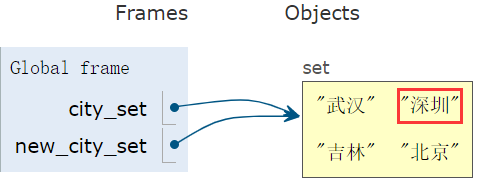 Frames Objects
Global frame
set
city_set
"武汉" "深圳"
new_city_set
"吉林" "北京"